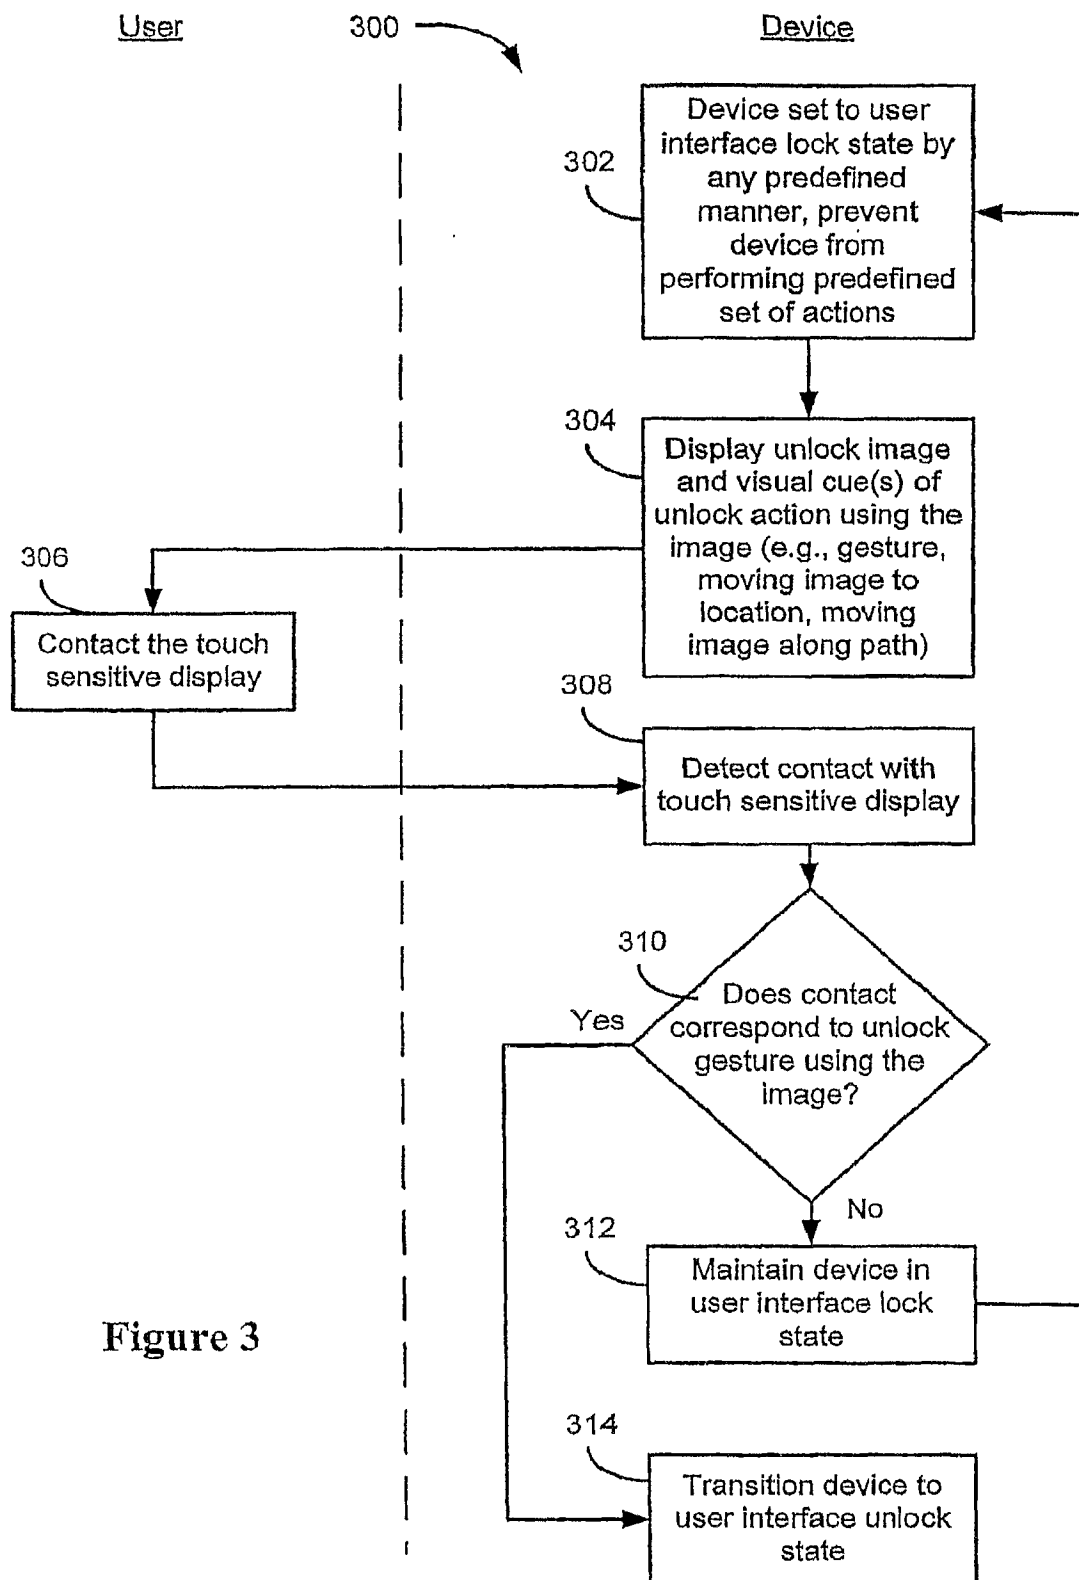 User
300
Device
302
Device set to user
interface lock state by
any predefined
manner, prevent
device from
performing predefined
set of actions
304
Display unlock image
and visual cue(s) of
unlock action using the
image (e.g., gesture,
moving image to
location, moving
image along path)
306
Contact the touch
sensitive display
308
Detect contact with
touch sensitive display
310
Does contact
correspond to unlock
gesture using the
image?
Yes
No
312
Maintain device in
user interface lock
state
Figure 3
314
Transition device to
user interface unlock
state